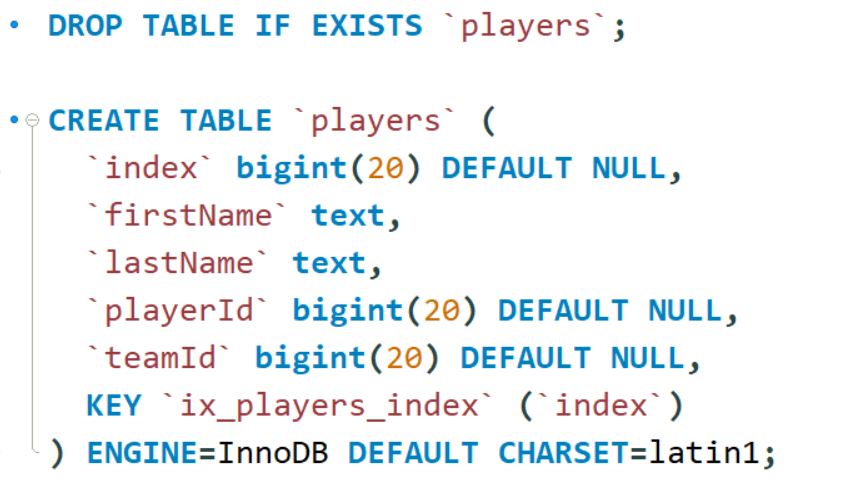 DROP TABLE IF EXISTS `players`;
CREATE TABLE `players` (
`index` bigint(20) DEFAULT NULL,
`firstName` text,
`lastName` text,
`playerId` bigint(20) DEFAULT NULL,
`teamId` bigint(20) DEFAULT NULL,
KEY `ix_players_index` (`index`)
) ENGINE=InnoDB DEFAULT CHARSET=latin1;